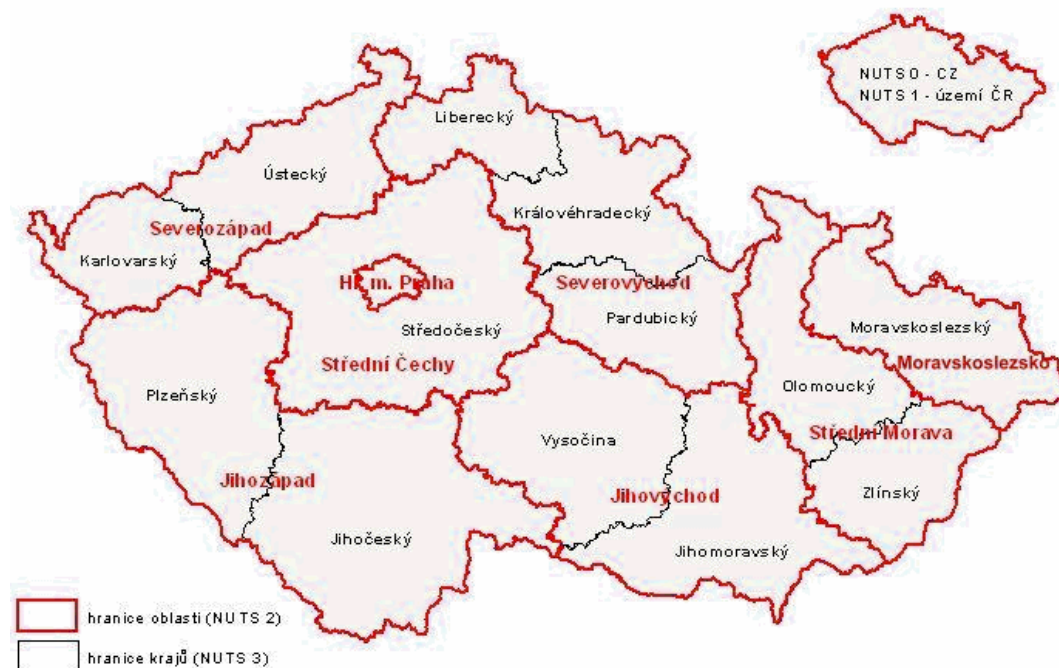 NUTS 0 - CZ
NUTS 1 - území ČR
Liberecký
Ústecký
Královéhradecký
Severozápad
Karlovarský
Hl. m. Praha
Severovýchod
Pardubický
Středočeský
Moravskoslezský
Střední Čechy
Moravskoslezsko
Plzeňský
Olomoucký
Vysočina
Střední Morava
Jihozápad
Jihovýchod
Zlínský
Jihočeský
Jihomoravský
hranice oblastí (NUTS 2)
hranice krajů (NUTS 3)